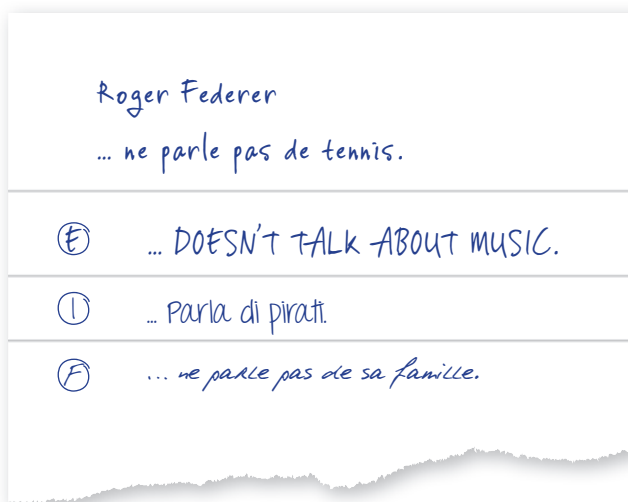 Roger Federer
... ne parle pas de tennis.
E ... DOESN'T TALK ABOUT MUSIC.
I ... Parla di pirati.
F ... ne parle pas de sa famille.